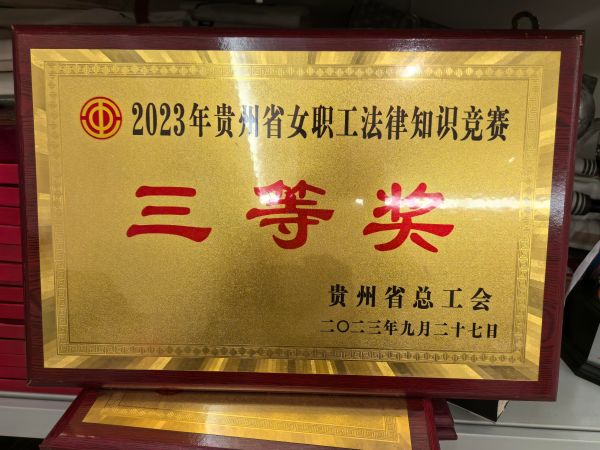 2023年贵州省女职工法律知识竞赛
三等奖
贵州省总工会
二〇二三年九月二十七日